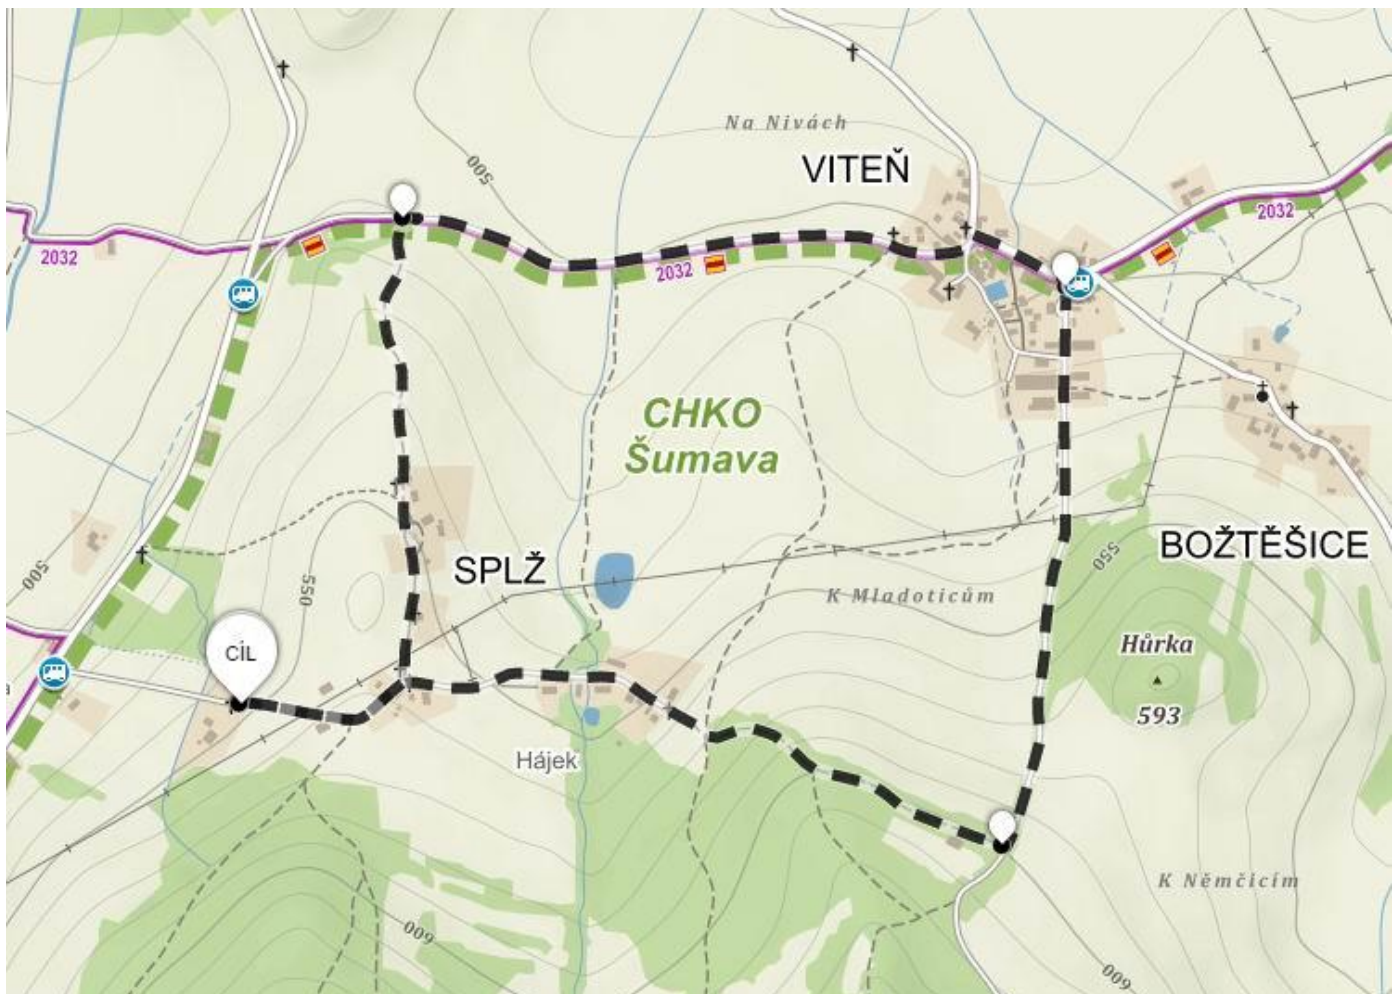 Na Nivách
VITEŇ
500
2032
2032
2032
CHKO
Šumava
BOŽTĚŠICE
550
SPLŽ
500
550
K Mladoticům
Hůrka
593
CÍL
Hájek
K Němčicím
600
600